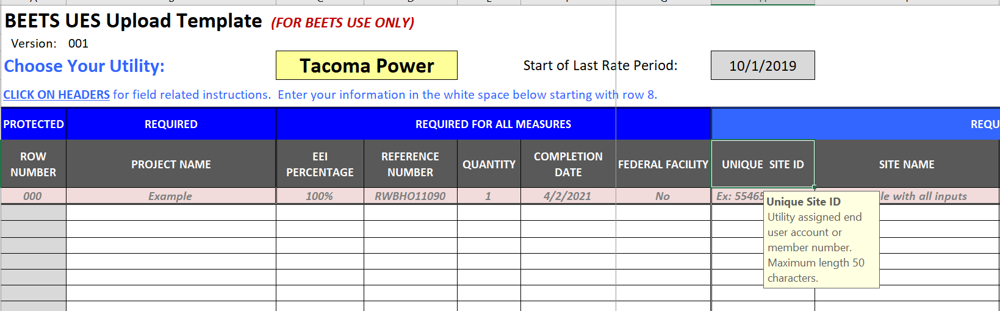 BEETS UES Upload Template (FOR BEETS USE ONLY)
Version: 001
Choose Your Utility: Tacoma Power Start of Last Rate Period: 10/1/2019
CLICK ON HEADERS for field related instructions. Enter your information in the white space below starting with row 8.
PROTECTED REQUIRED REQUIRED FOR ALL MEASURES REQU
ROW NUMBER PROJECT NAME EEI PERCENTAGE REFERENCE NUMBER QUANTITY COMPLETION DATE FEDERAL FACILITY UNIQUE SITE ID SITE NAME
000 Example 100% RWBHO11090 1 4/2/2021 No Ex: 55465 le with all inputs
Unique Site ID
Utility assigned end
user account or
member number.
Maximum length 50
characters.